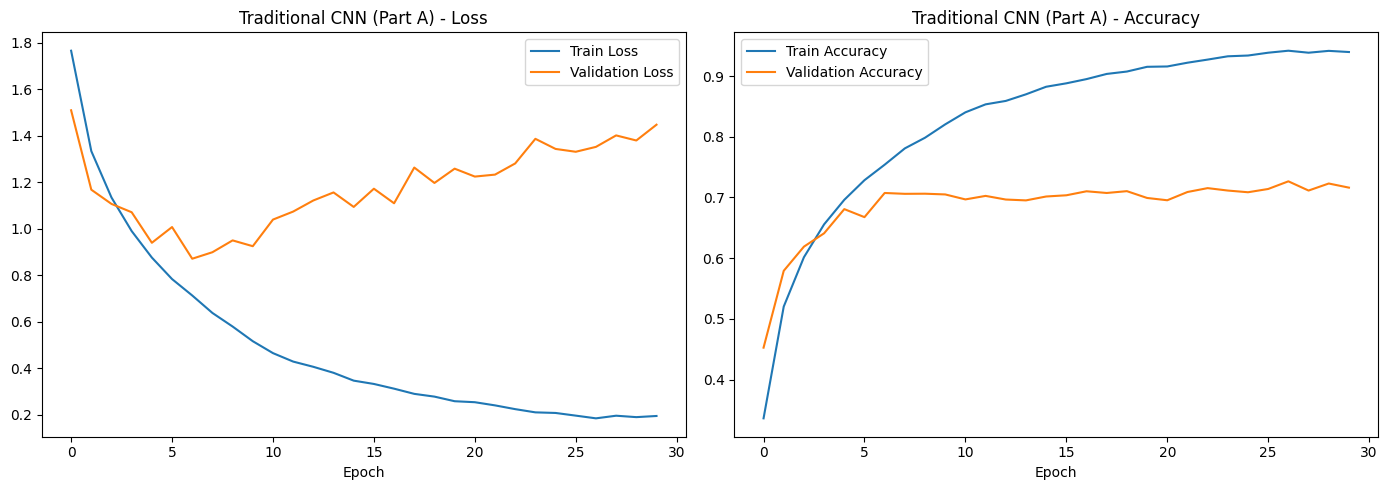 Traditional CNN (Part A) - Loss
Train Loss
Validation Loss
1.8
1.6
1.4
1.2
1.0
0.8
0.6
0.4
0.2
0 5 10 15 20 25 30
Epoch
Traditional CNN (Part A) - Accuracy
Train Accuracy
Validation Accuracy
0.9
0.8
0.7
0.6
0.5
0.4
0 5 10 15 20 25 30
Epoch